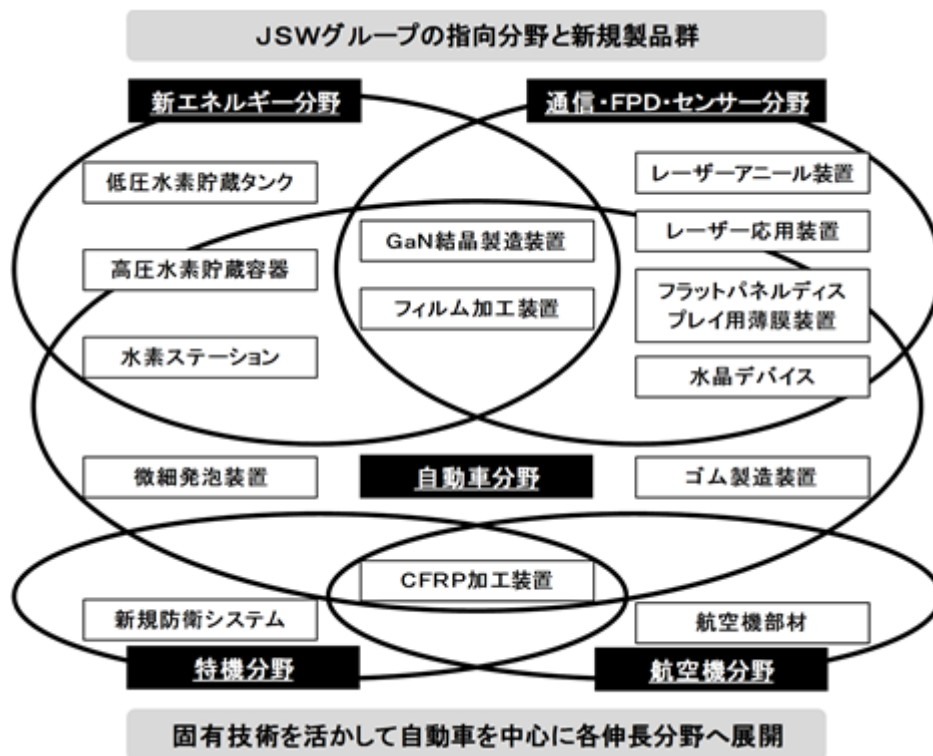 JSWグループの指向分野と新規製品群
新エネルギー分野
通信・FPD・センサー分野
低圧水素貯蔵タンク
レーザーアニール装置
GaN結晶製造装置
レーザー応用装置
高圧水素貯蔵容器
フィルム加工装置
フラットパネルディス
プレイ用薄膜装置
水素ステーション
水晶デバイス
微細発泡装置
自動車分野
ゴム製造装置
CFRP加工装置
新規防衛システム
航空機部材
特機分野
航空機分野
固有技術を活かして自動車を中心に各伸長分野へ展開